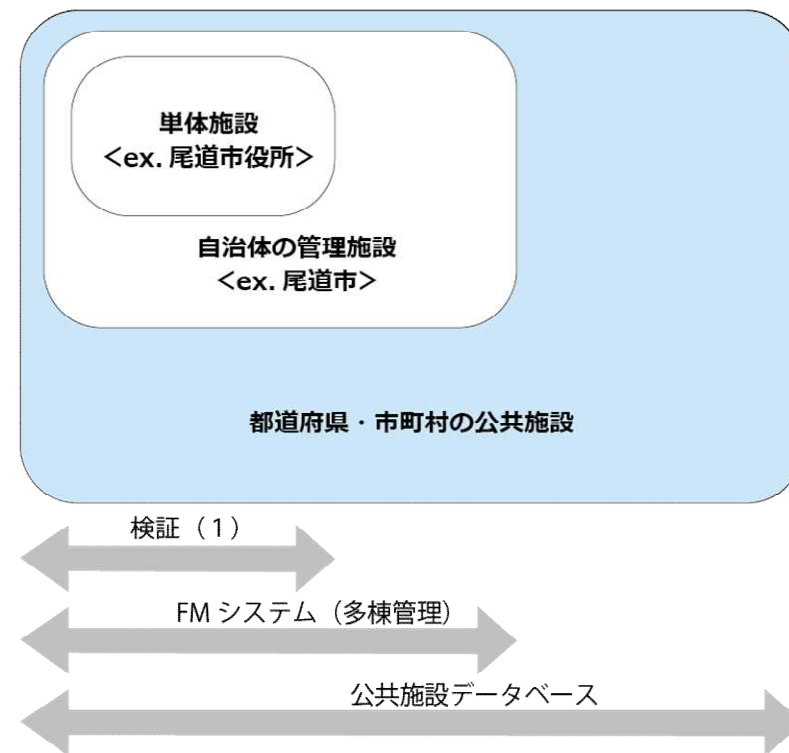 単体施設
＜ex. 尾道市役所＞
自治体の管理施設
＜ex. 尾道市＞
都道府県・市町村の公共施設
検証（１）
FM システム（多棟管理）
公共施設データベース